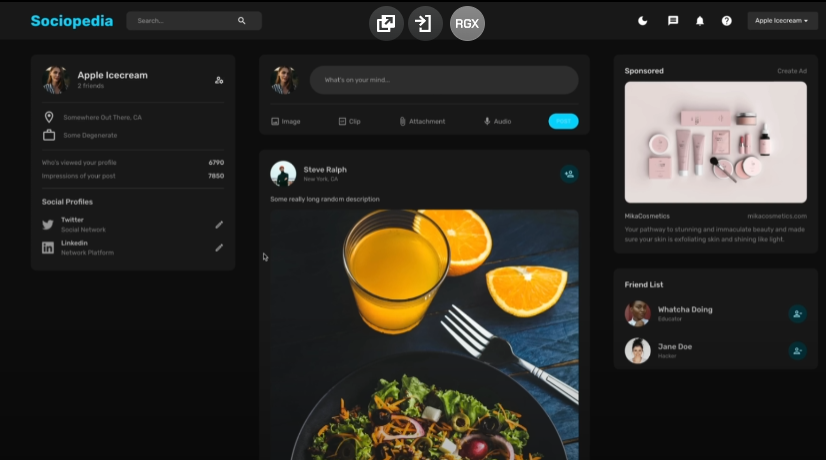 Sociopedia
Search...
RGX
Apple Icecream
Apple Icecream
2 friends
Somewhere Out There, CA
Some Degenerate
Who's viewed your profile 6790
Impressions of your post 7850
Social Profiles
Twitter
Social Network
Linkedin
Network Platform
What's on your mind...
Image Clip Attachment Audio POST
Steve Ralph
New York, CA
Some really long random description
Sponsored Create Ad
MikaCosmetics mikacosmetics.com
Your pathway to stunning and immaculate beauty and made
sure your skin is exfoliating skin and shining like light.
Friend List
Whatcha Doing
Educator
Jane Doe
Hacker